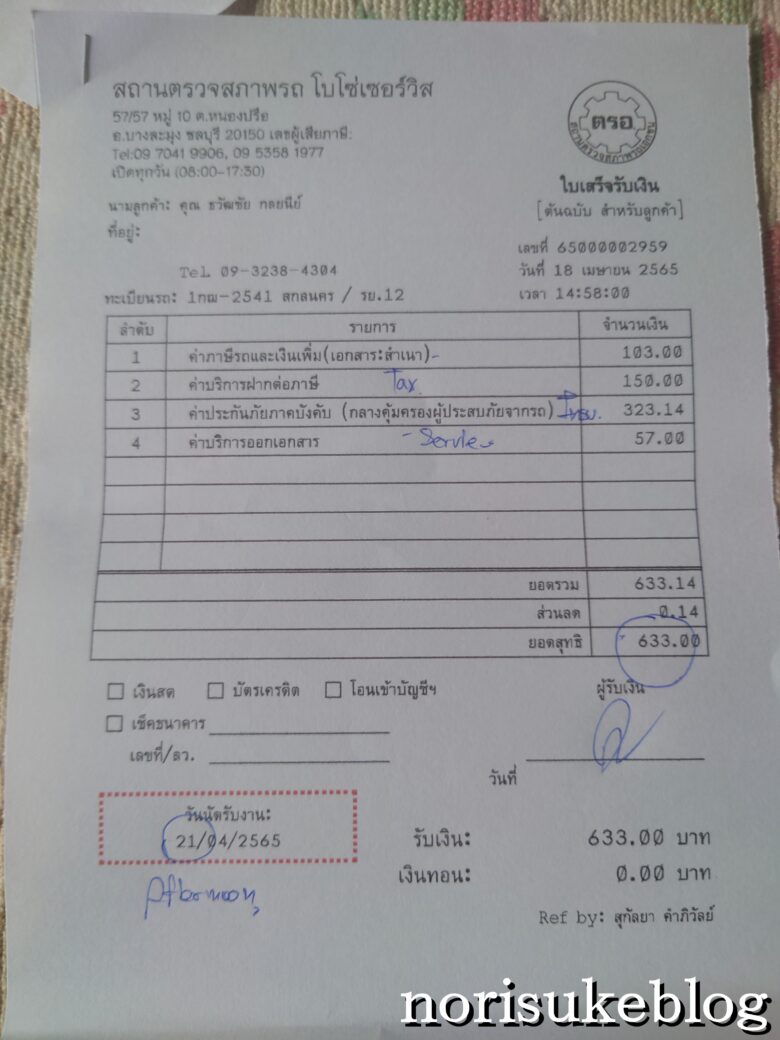 สถานตรวจสภาพรถ โบโซ่เซอร์วิส
57/57 หมู่ 10 ต.หนองปรือ
อ.บางละมุง ชลบุรี 20150 เลขผู้เสียภาษี:
Tel:09 7041 9906, 09 5358 1977
เปิดทุกวัน (08:00-17:30)
ตรอ
สถานตรวจสภาพรถเอกชน
ใบเสร็จรับเงิน
[ต้นฉบับ สำหรับลูกค้า]
นามลูกค้า: คุณ ธวัฒชัย กลยนีย์
ที่อยู่:
เลขที่ 65000002959
Tel. 09-3238-4304
วันที่ 18 เมษายน 2565
ทะเบียนรถ: 1กฒ-2541 สกลนคร / รย.12
เวลา 14:58:00
ลำดับ รายการ จำนวนเงิน
1 ค่าภาษีรถและเงินเพิ่ม(เอกสาร:สำเนา)- 103.00
2 ค่าบริการฝากต่อภาษี Tax 150.00
3 ค่าประกันภัยภาคบังคับ (กลางคุ้มครองผู้ประสบภัยจากรถ) Insu. 323.14
4 ค่าบริการออกเอกสาร 57.00
ยอดรวม 633.14
ส่วนลด 0.14
ยอดสุทธิ 633.00
เงินสด บัตรเครดิต โอนเข้าบัญชีฯ
ผู้รับเงิน
เช็คธนาคาร
เลขที่/ลว.
วันที่
วันนัดรับงาน:
21/04/2565
Afternoon
รับเงิน: 633.00 บาท
เงินทอน: 0.00 บาท
Ref by: สุกัลยา คำภิวัลย์
norisukeblog